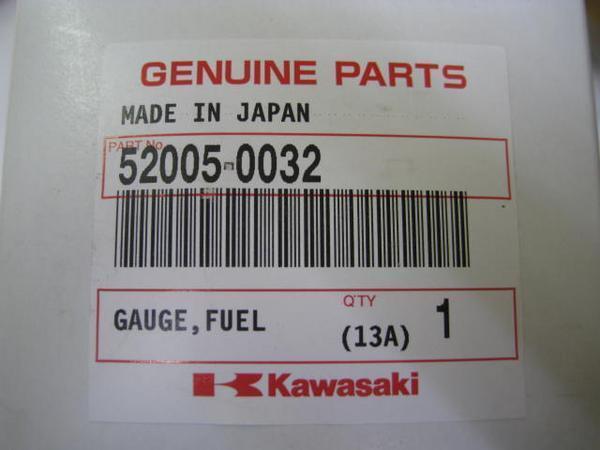 GENUINE PARTS
MADE IN JAPAN
PART No
52005-0032
GAUGE,FUEL
Q'TY
(13A) 1
Kawasaki